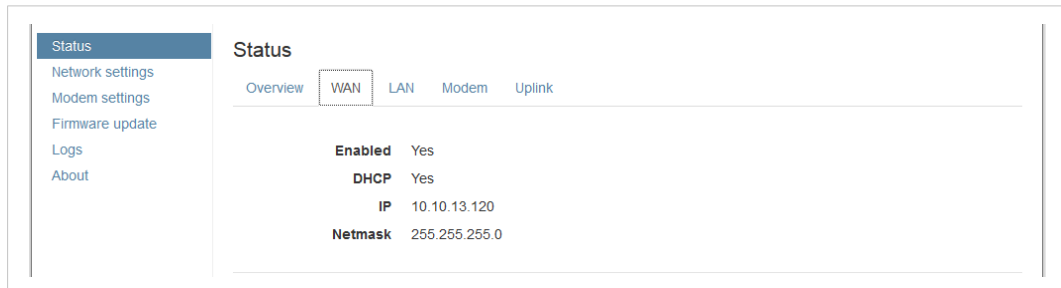 Status
Network settings
Modem settings
Firmware update
Logs
About
Status
Overview WAN LAN Modem Uplink
Enabled Yes
DHCP Yes
IP 10.10.13.120
Netmask 255.255.255.0